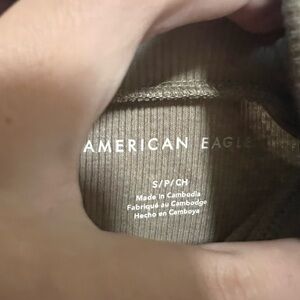 AMERICAN EAGLE
S/P/CH
Made in Cambodia
Fabriqué au Cambodge
Hecho en Camboya